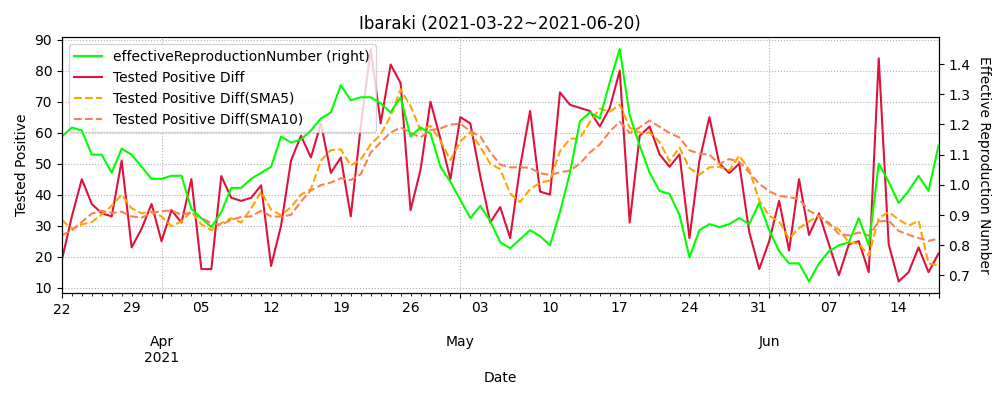 Ibaraki (2021-03-22~2021-06-20)
effectiveReproductionNumber (right)
Tested Positive Diff
Tested Positive Diff(SMA5)
Tested Positive Diff(SMA10)
Tested Positive
90
80
70
60
50
40
30
20
10
Effective Reproduction Number
1.4
1.3
1.2
1.1
1.0
0.9
0.8
0.7
22 29 05 12 19 26 03 10 17 24 31 07 14
Apr May Jun
2021
Date